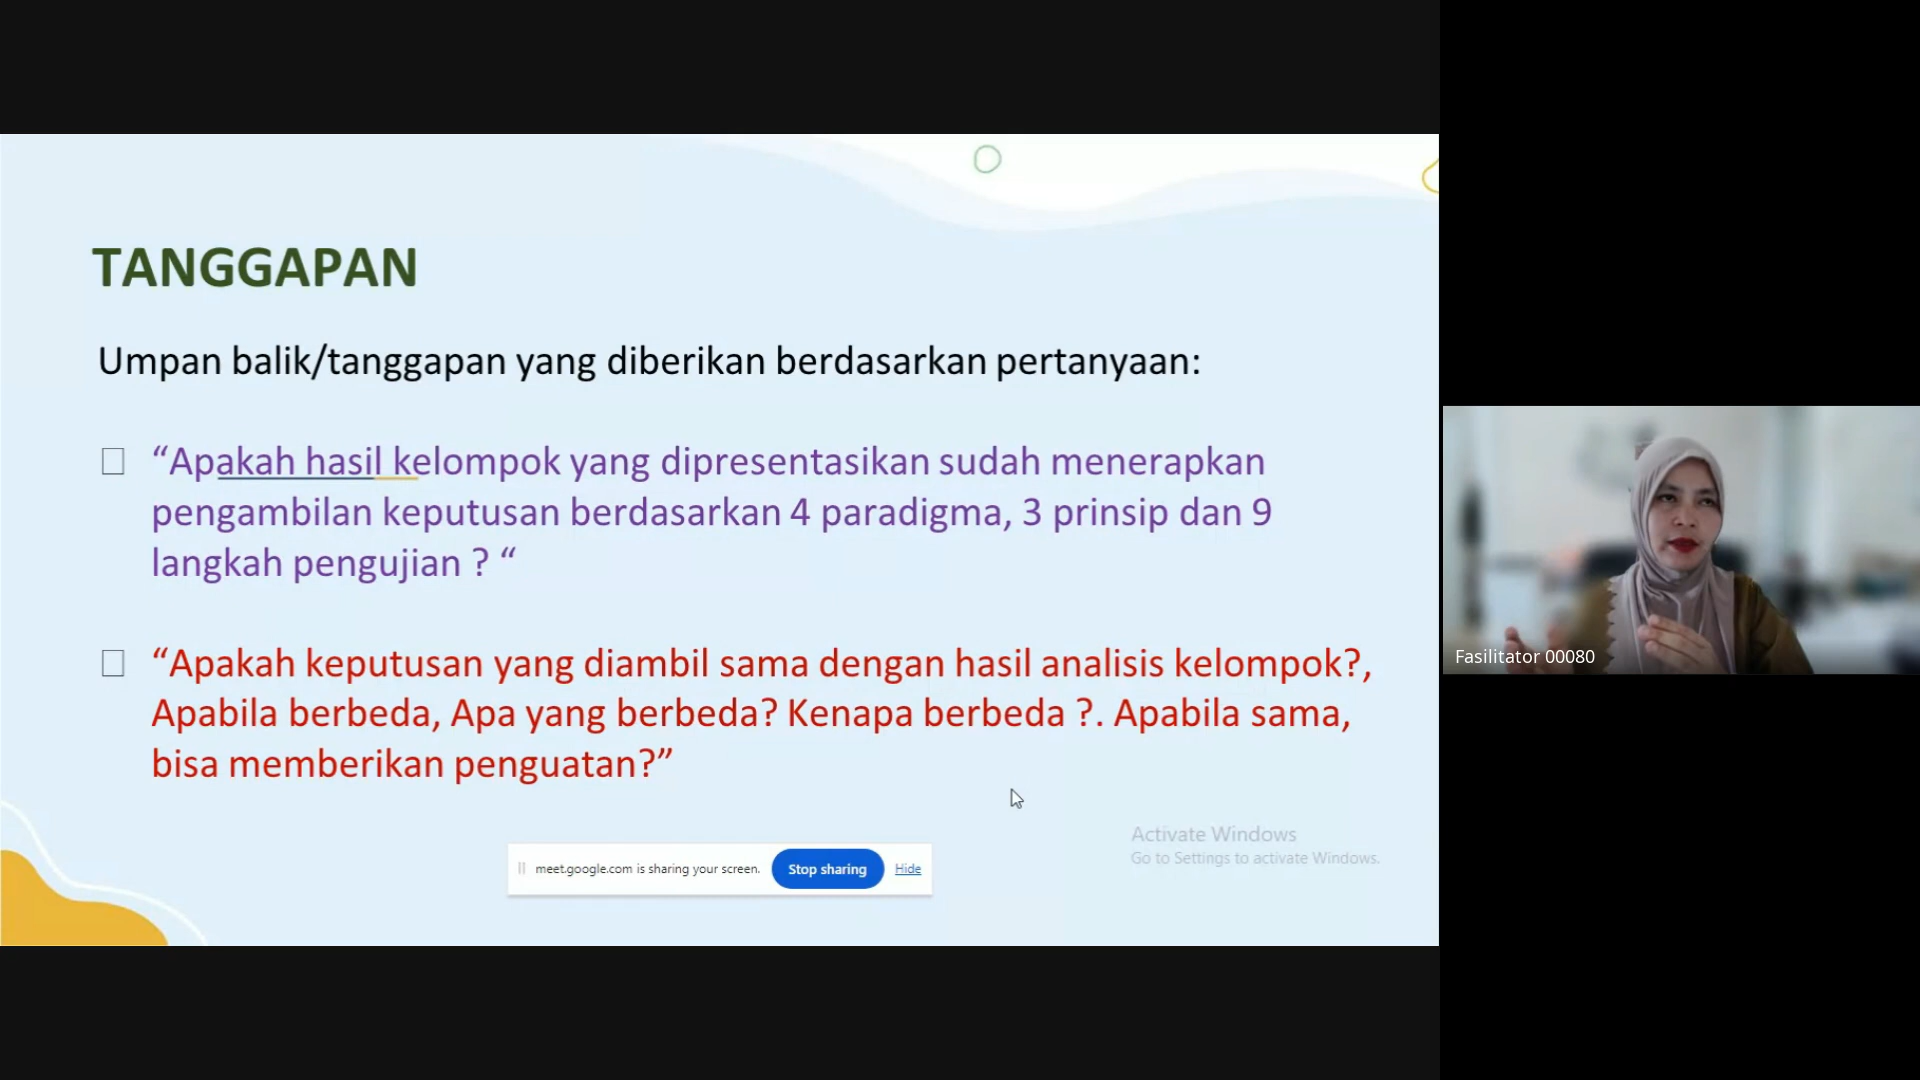 TANGGAPAN
Umpan balik/tanggapan yang diberikan berdasarkan pertanyaan:
“Apakah hasil kelompok yang dipresentasikan sudah menerapkan
pengambilan keputusan berdasarkan 4 paradigma, 3 prinsip dan 9
langkah pengujian ? “
“Apakah keputusan yang diambil sama dengan hasil analisis kelompok?,
Apabila berbeda, Apa yang berbeda? Kenapa berbeda ?. Apabila sama,
bisa memberikan penguatan?”
Activate Windows
Go to Settings to activate Windows.
meet.google.com is sharing your screen.
Stop sharing
Hide
Fasilitator 00080